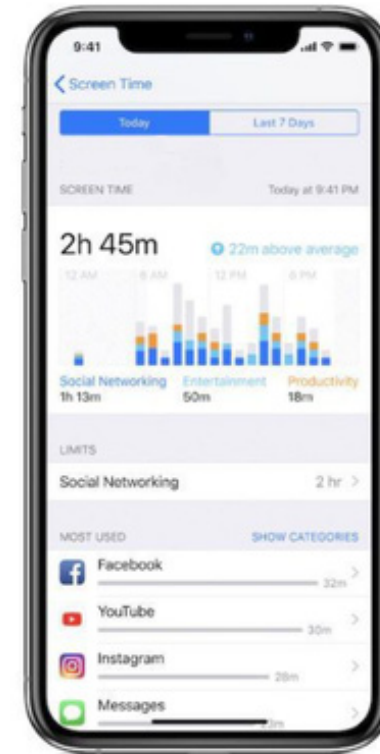 9:41
Screen Time
Today Last 7 Days
SCREEN TIME Today at 9:41 PM
2h 45m 22m above average
12 AM 6 AM 12 PM 6 PM
Social Networking Entertainment Productivity
1h 13m 50m 18m
LIMITS
Social Networking 2 hr
MOST USED SHOW CATEGORIES
Facebook
32m
YouTube
30m
Instagram
28m
Messages